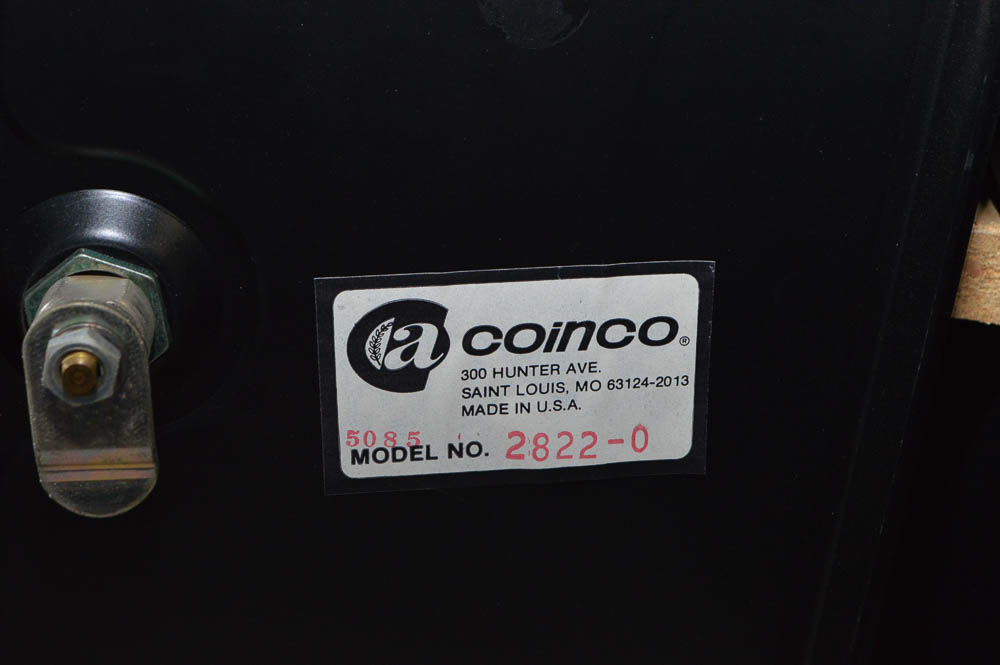 a coinco®
300 HUNTER AVE.
SAINT LOUIS, MO 63124-2013
MADE IN U.S.A.
5085
MODEL NO. 2822-0